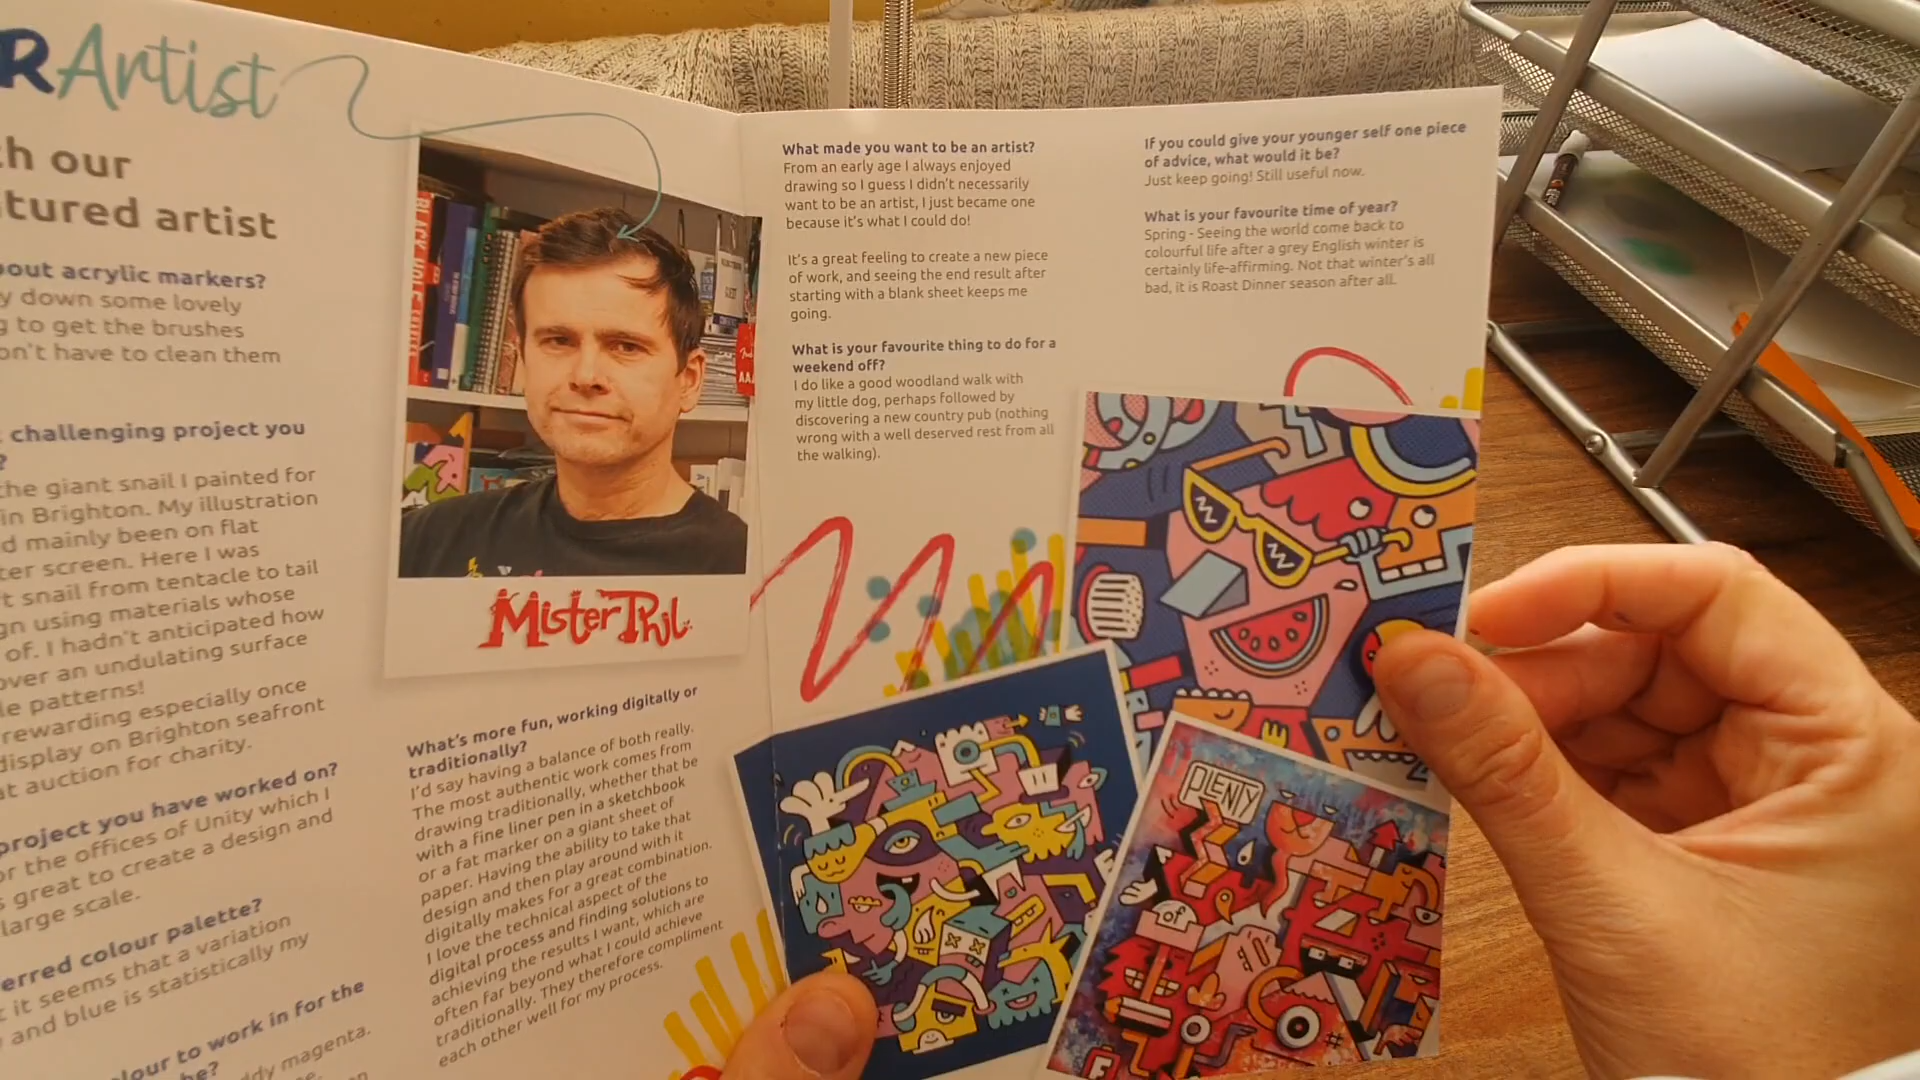 R Artist
th our
tured artist
out acrylic markers?
y down some lovely
g to get the brushes
on't have to clean them
challenging project you
?
the giant snail I painted for
in Brighton. My illustration
d mainly been on flat
ter screen. Here I was
t snail from tentacle to tail
gn using materials whose
of. I hadn't anticipated how
over an undulating surface
le patterns!
rewarding especially once
display on Brighton seafront
at auction for charity.
project you have worked on?
or the offices of Unity which I
s great to create a design and
large scale.
erred colour palette?
t it seems that a variation
and blue is statistically my
lour to work in for the
be?
ddy magenta.
BLACK HOLE
MisterPhil
What's more fun, working digitally or
traditionally?
I'd say having a balance of both really.
The most authentic work comes from
drawing traditionally, whether that be
with a fine liner pen in a sketchbook
or a fat marker on a giant sheet of
paper. Having the ability to take that
design and then play around with it
digitally makes for a great combination.
I love the technical aspect of the
digital process and finding solutions to
achieving the results I want, which are
often far beyond what I could achieve
traditionally. They therefore compliment
each other well for my process.
What made you want to be an artist?
From an early age I always enjoyed
drawing so I guess I didn't necessarily
want to be an artist, I just became one
because it's what I could do!
It's a great feeling to create a new piece
of work, and seeing the end result after
starting with a blank sheet keeps me
going.
What is your favourite thing to do for a
weekend off?
I do like a good woodland walk with
my little dog, perhaps followed by
discovering a new country pub (nothing
wrong with a well deserved rest from all
the walking).
If you could give your younger self one piece
of advice, what would it be?
Just keep going! Still useful now.
What is your favourite time of year?
Spring - Seeing the world come back to
colourful life after a grey English winter is
certainly life-affirming. Not that winter's all
bad, it is Roast Dinner season after all.
PLENTY
of
F
#